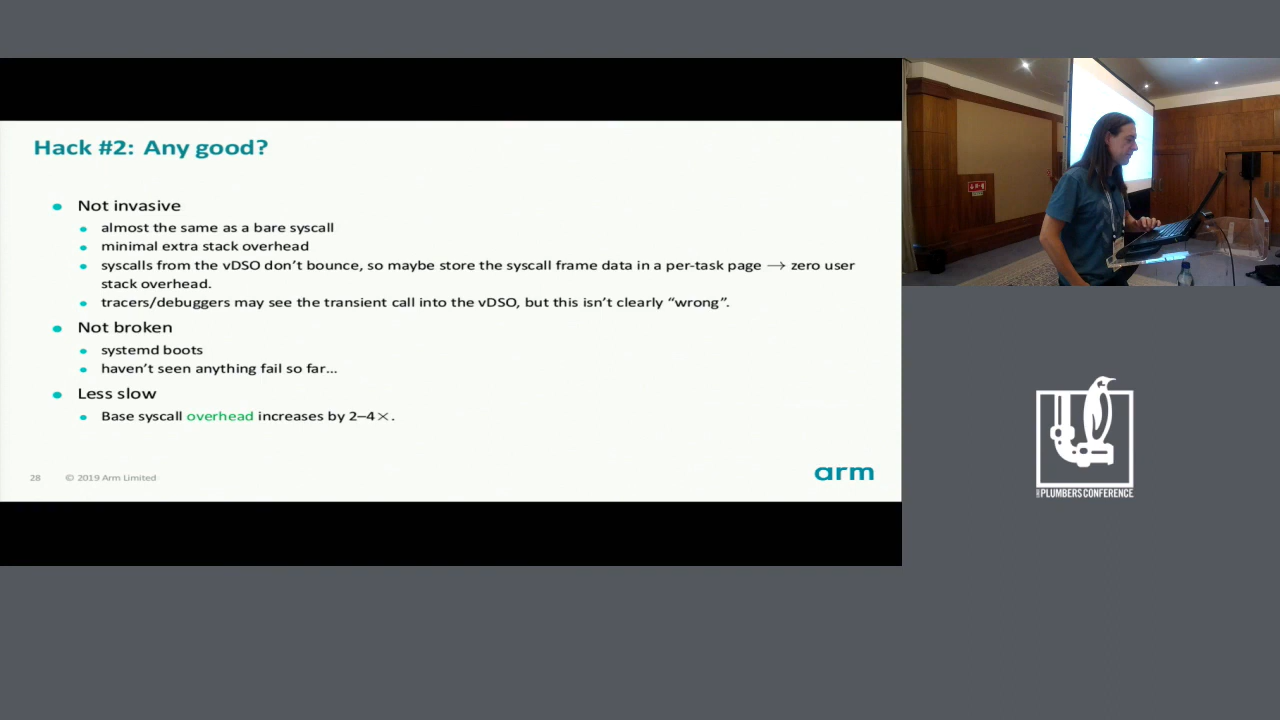 Hack #2: Any good?
Not invasive
almost the same as a bare syscall
minimal extra stack overhead
syscalls from the vDSO don't bounce, so maybe store the syscall frame data in a per-task page → zero user
stack overhead.
tracers/debuggers may see the transient call into the vDSO, but this isn't clearly “wrong”.
Not broken
systemd boots
haven't seen anything fail so far...
Less slow
Base syscall overhead increases by 2–4×.
28 © 2019 Arm Limited
arm
PLUMBERS CONFERENCE